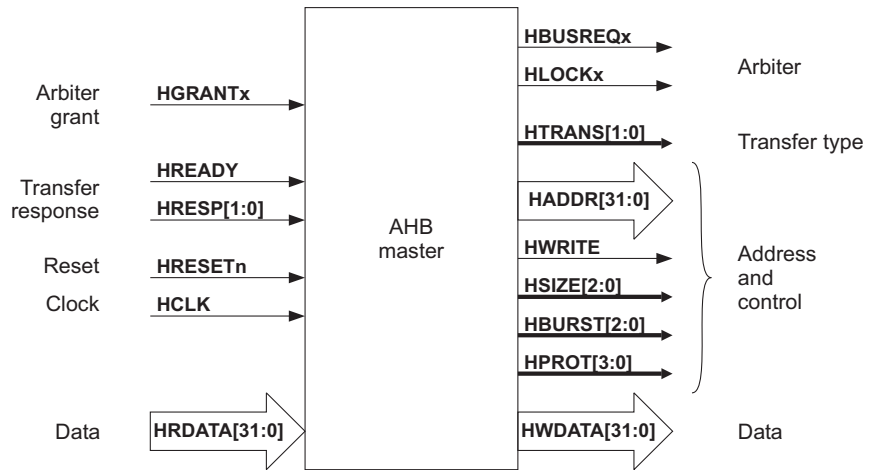 HBUSREQx
HLOCKx
Arbiter
Arbiter
grant
HGRANTx
HTRANS[1:0]
Transfer type
Transfer
response
HREADY
HRESP[1:0]
HADDR[31:0]
AHB
master
Reset
HRESETn
Clock
HCLK
HWRITE
HSIZE[2:0]
HBURST[2:0]
HPROT[3:0]
Address
and
control
Data
HRDATA[31:0]
HWDATA[31:0]
Data